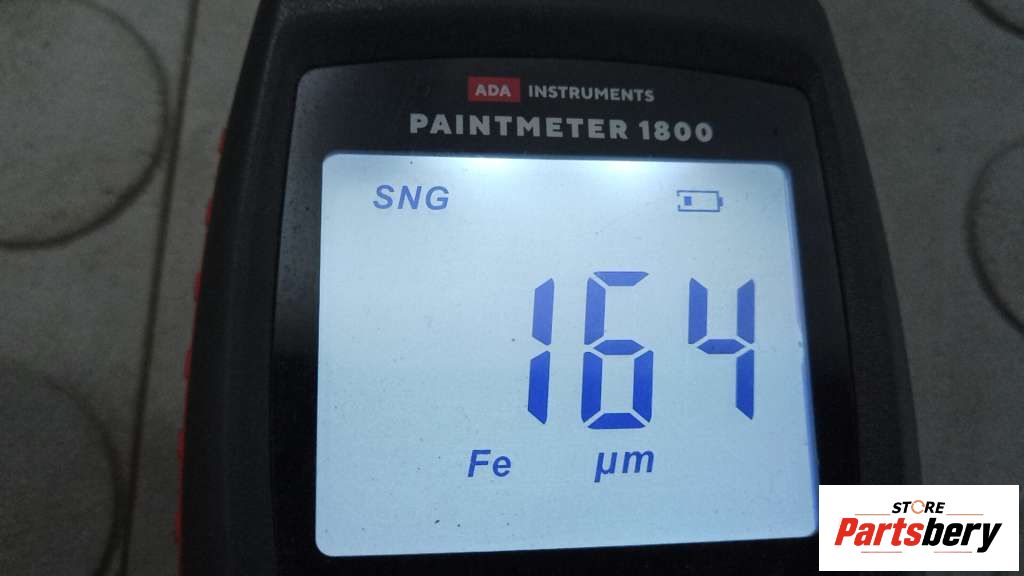 ADA INSTRUMENTS
PAINTMETER 1800
SNG
164
Fe µm
STORE
Partsbery